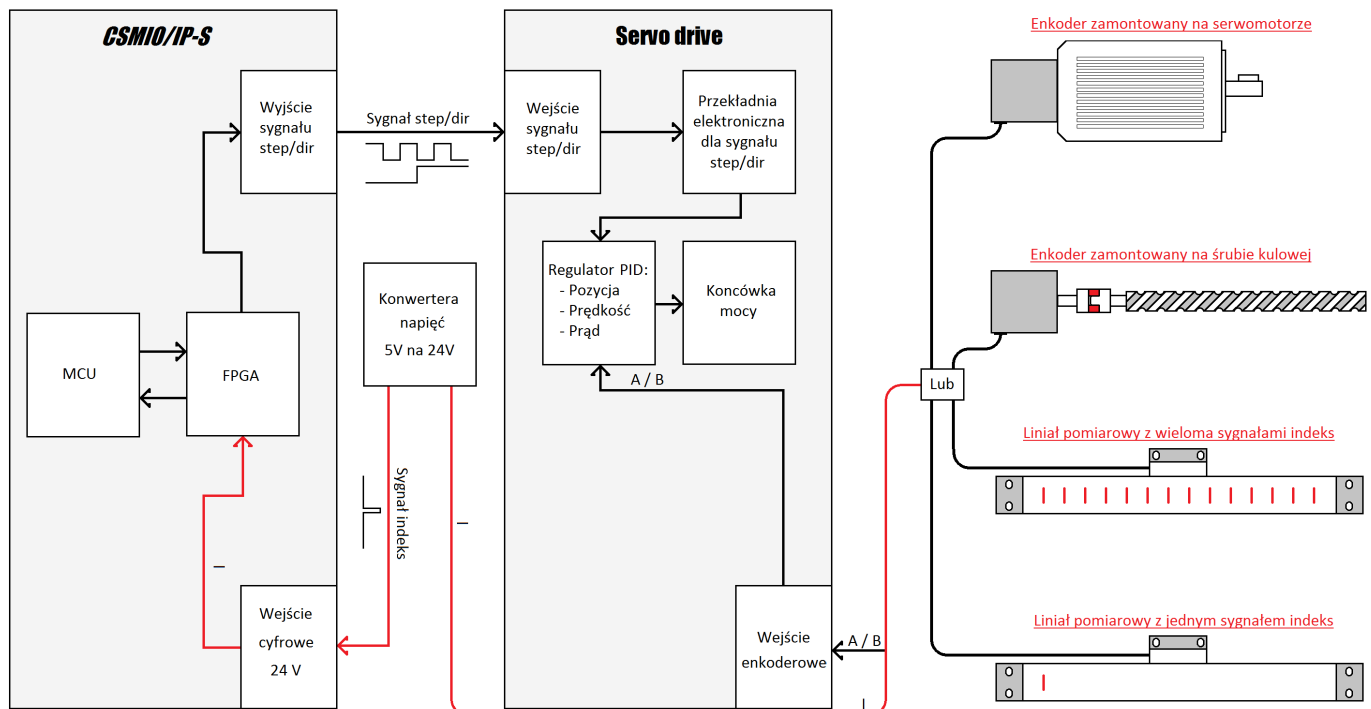 CSMIO/IP-S
Wyjście
sygnału
step/dir
MCU
FPGA
I
Wejście
cyfrowe
24 V
Sygnał step/dir
Konwertera
napięć
5V na 24V
Sygnał indeks
I
Servo drive
Wejście
sygnału
step/dir
Przekładnia
elektroniczna
dla sygnału
step/dir
Regulator PID:
- Pozycja
- Prędkość
- Prąd
Koncówka
mocy
A / B
Wejście
enkoderowe
A / B
I
Lub
Enkoder zamontowany na serwomotorze
Enkoder zamontowany na śrubie kulowej
Liniał pomiarowy z wieloma sygnałami indeks
Liniał pomiarowy z jednym sygnałem indeks